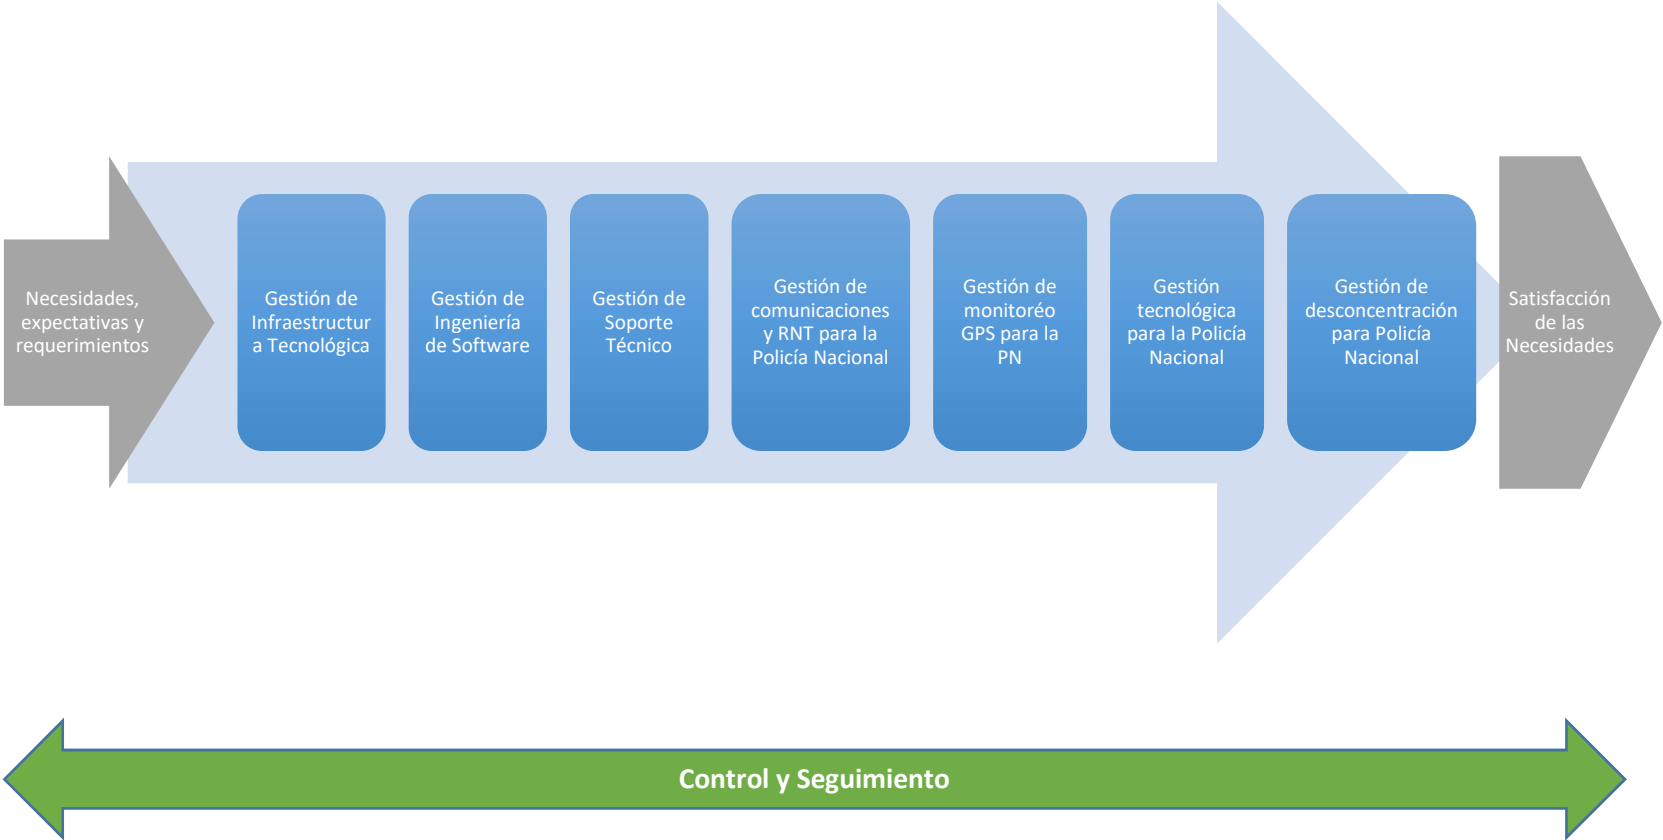 Necesidades,
expectativas y
requerimientos
Gestión de
Infraestructur
a Tecnológica
Gestión de
Ingeniería
de Software
Gestión de
Soporte
Técnico
Gestión de
comunicaciones
y RNT para la
Policía Nacional
Gestión de
monitoréo
GPS para la
PN
Gestión
tecnológica
para la Policía
Nacional
Gestión de
desconcentración
para Policía
Nacional
Satisfacción
de las
Necesidades
Control y Seguimiento